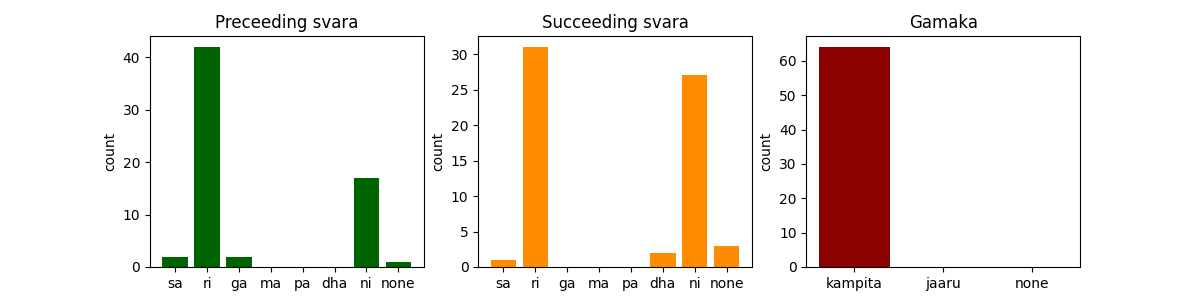 Preceeding svara
count
40
30
20
10
0
sa ri ga ma pa dha ni none
Succeeding svara
count
30
25
20
15
10
5
0
sa ri ga ma pa dha ni none
Gamaka
count
60
50
40
30
20
10
0
kampita jaaru none